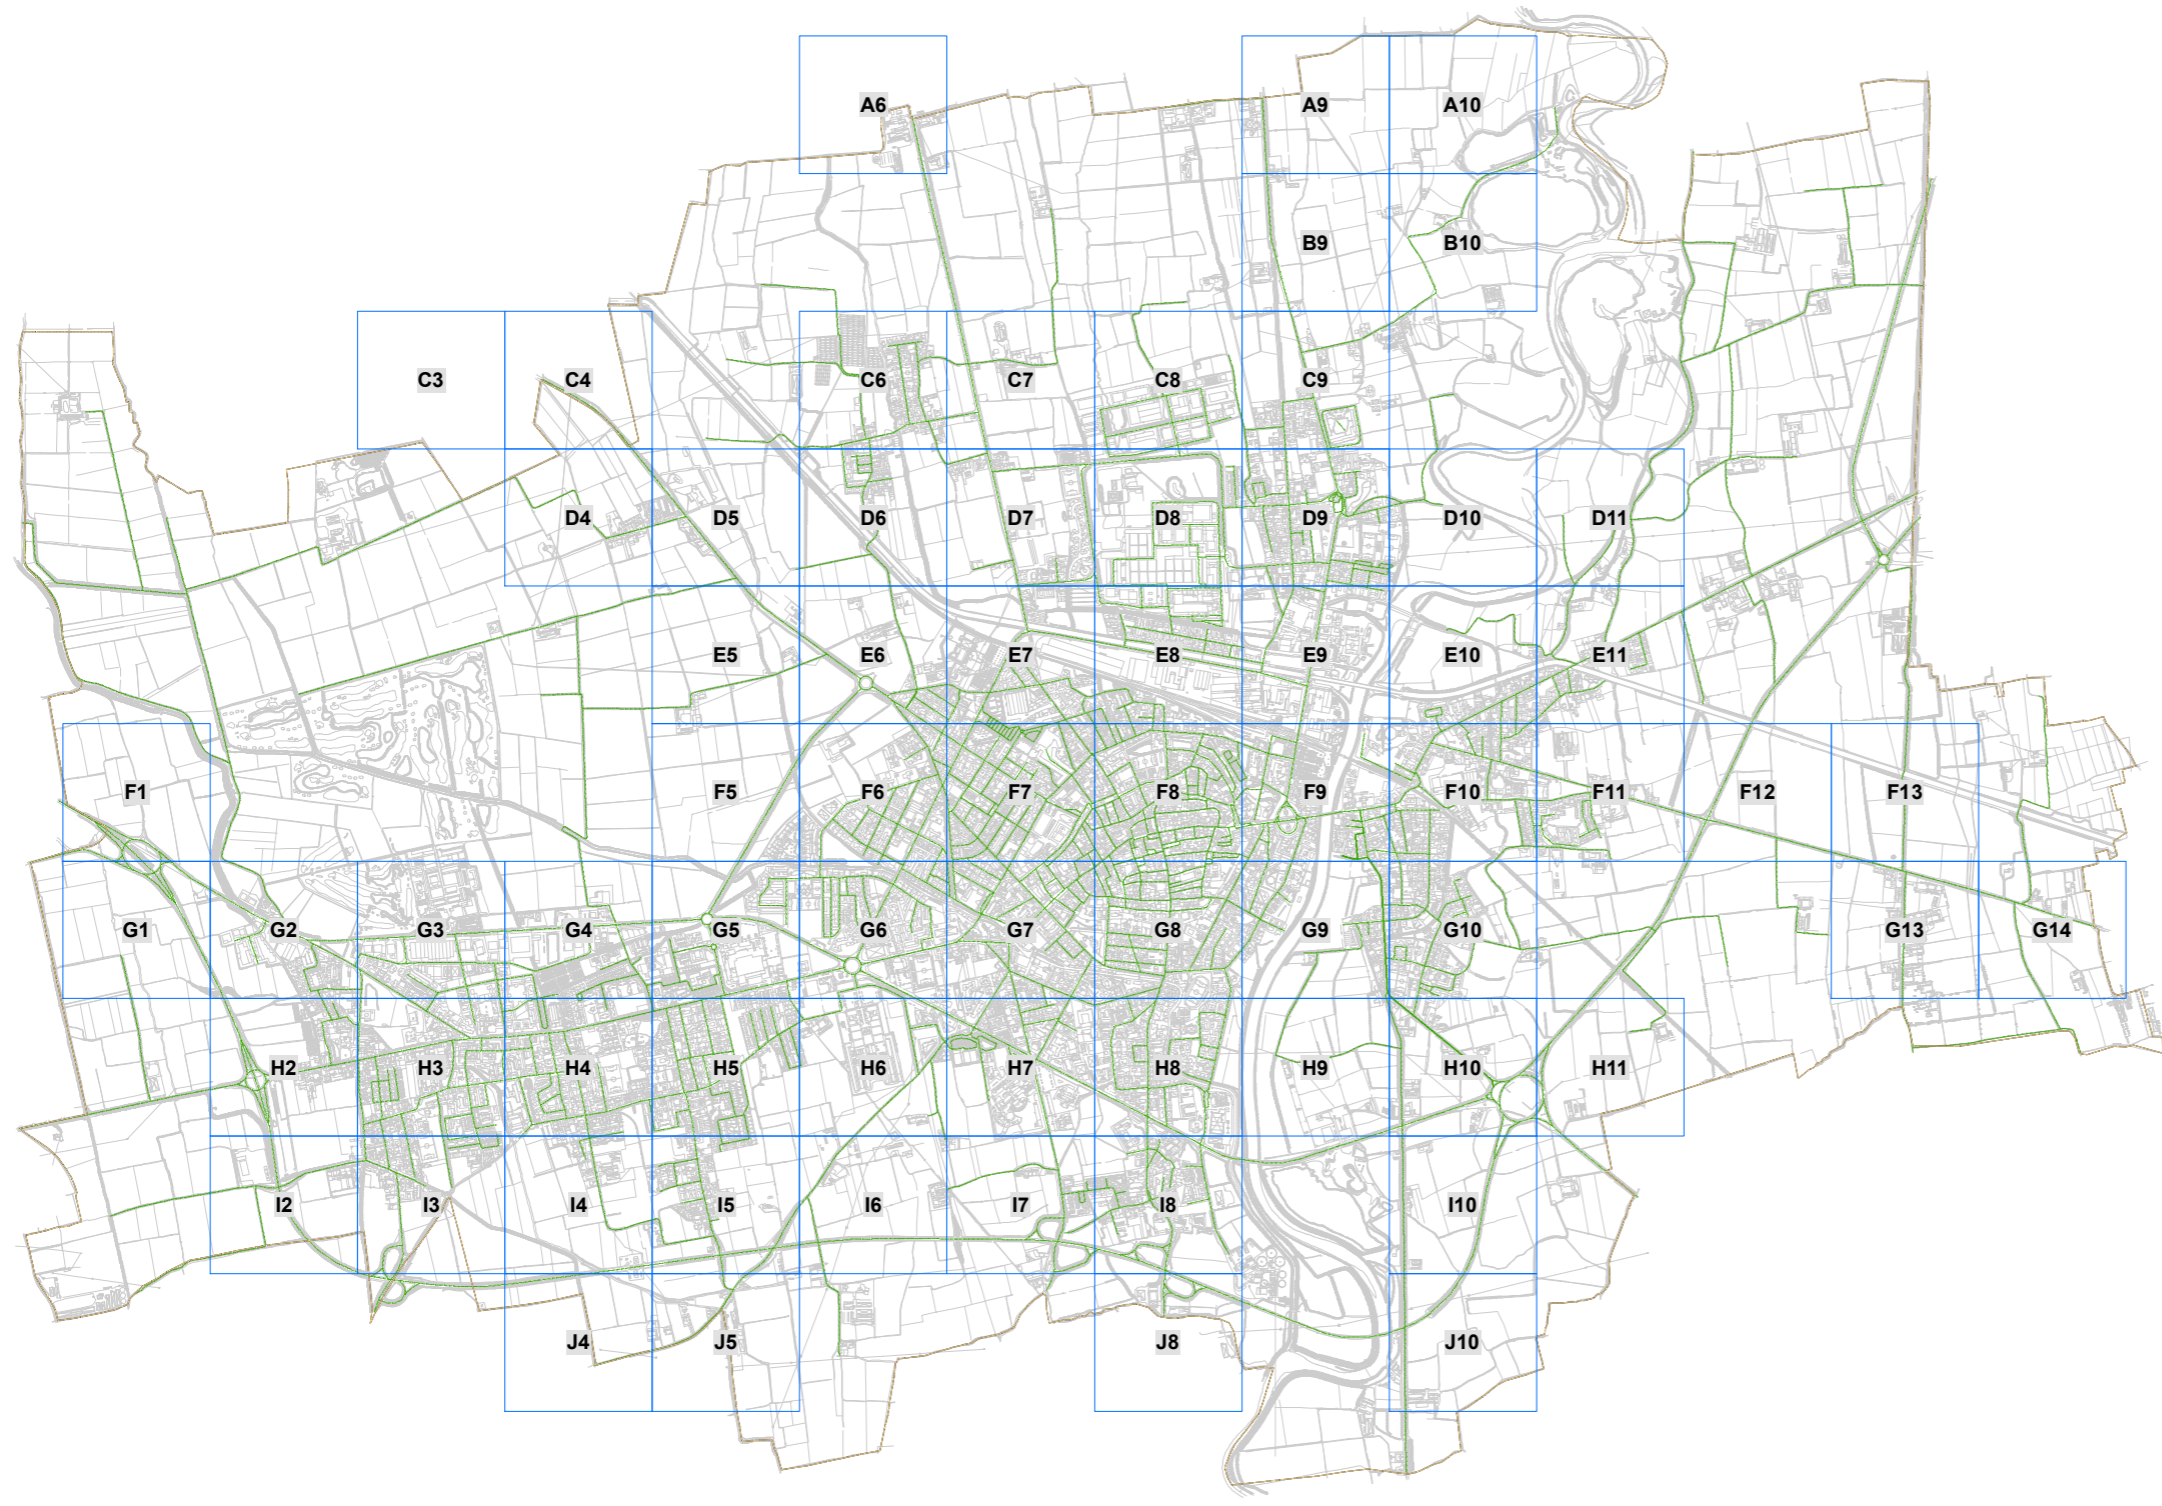 A6 A9 A10
B9 B10
C3 C4 C6 C7 C8 C9
D4 D5 D6 D7 D8 D9 D10 D11
E5 E6 E7 E8 E9 E10 E11
F1 F5 F6 F7 F8 F9 F10 F11 F12 F13
G1 G2 G3 G4 G5 G6 G7 G8 G9 G10 G13 G14
H2 H3 H4 H5 H6 H7 H8 H9 H10 H11
I2 I3 I4 I5 I6 I7 I8 I10
J4 J5 J8 J10